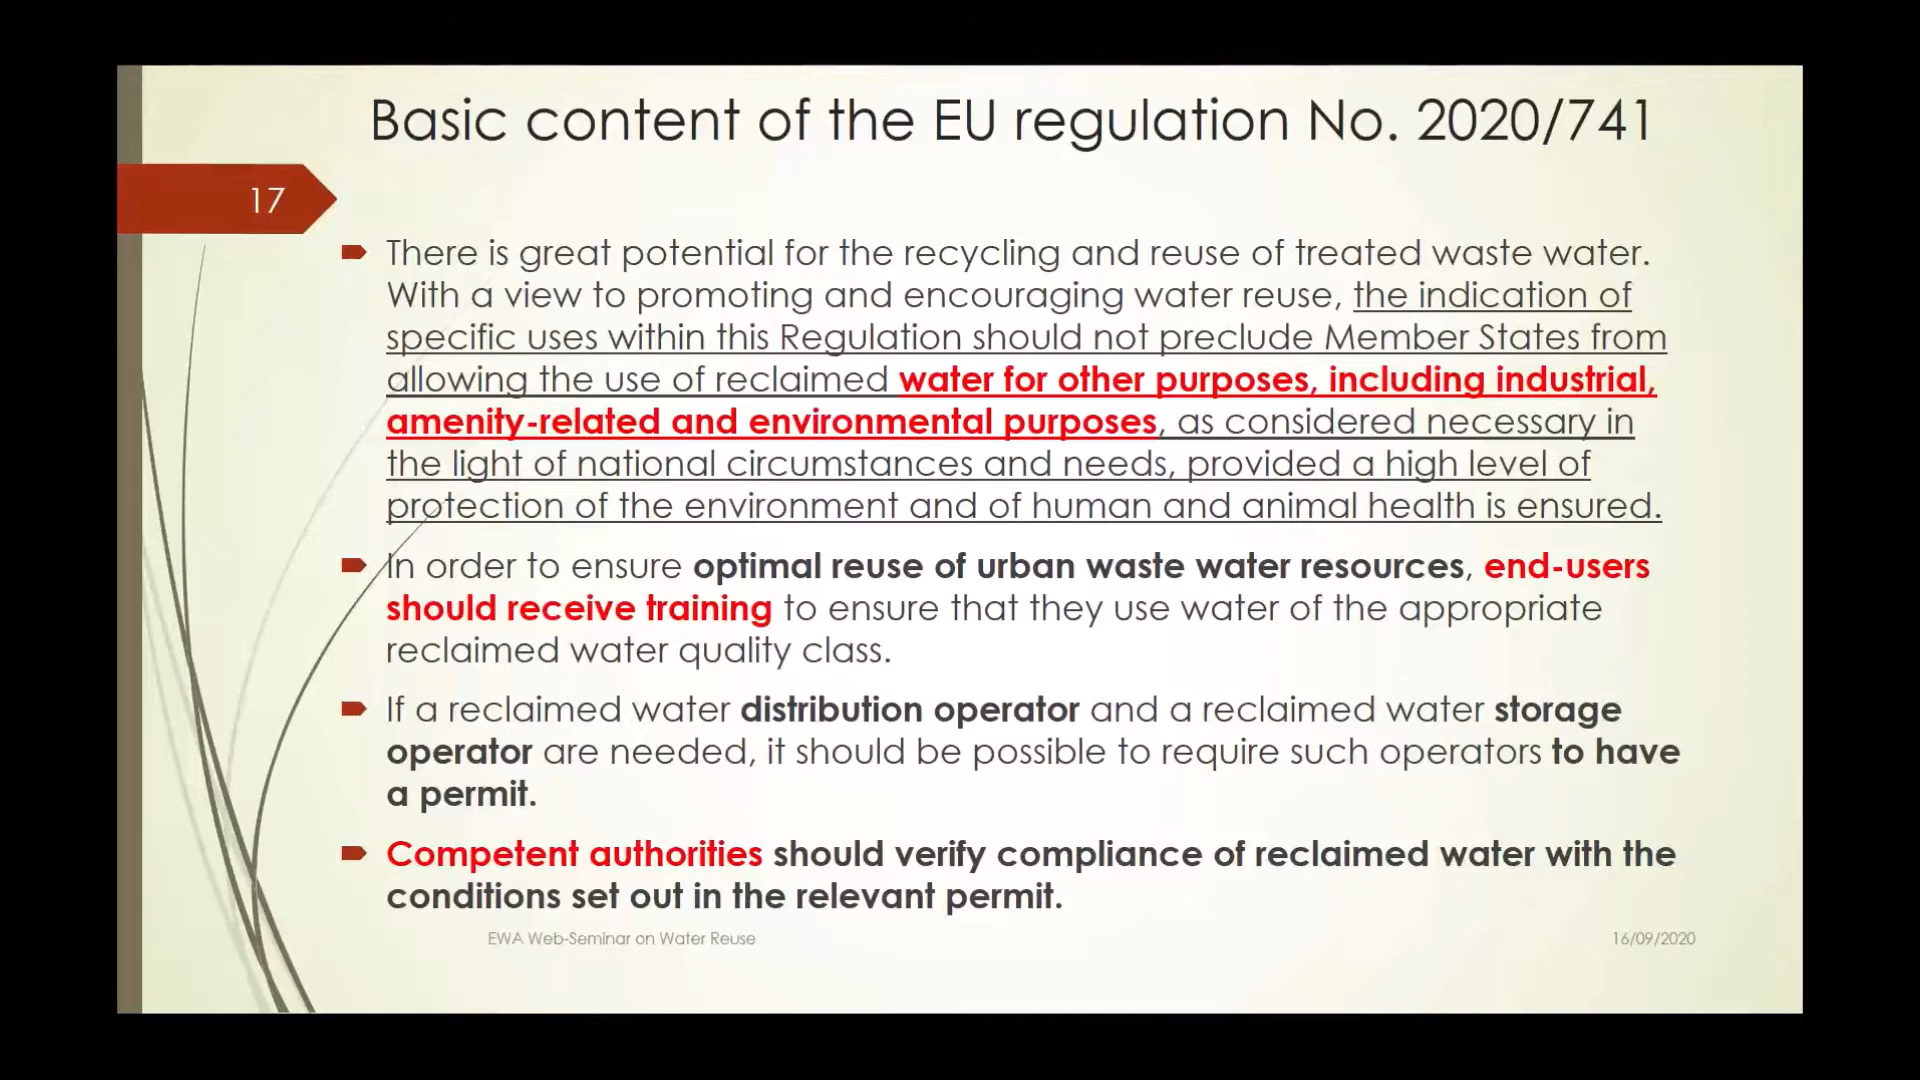 Basic content of the EU regulation No. 2020/741
17
There is great potential for the recycling and reuse of treated waste water.
With a view to promoting and encouraging water reuse, the indication of
specific uses within this Regulation should not preclude Member States from
allowing the use of reclaimed water for other purposes, including industrial,
amenity-related and environmental purposes, as considered necessary in
the light of national circumstances and needs, provided a high level of
protection of the environment and of human and animal health is ensured.
In order to ensure optimal reuse of urban waste water resources, end-users
should receive training to ensure that they use water of the appropriate
reclaimed water quality class.
If a reclaimed water distribution operator and a reclaimed water storage
operator are needed, it should be possible to require such operators to have
a permit.
Competent authorities should verify compliance of reclaimed water with the
conditions set out in the relevant permit.
EWA Web-Seminar on Water Reuse
16/09/2020